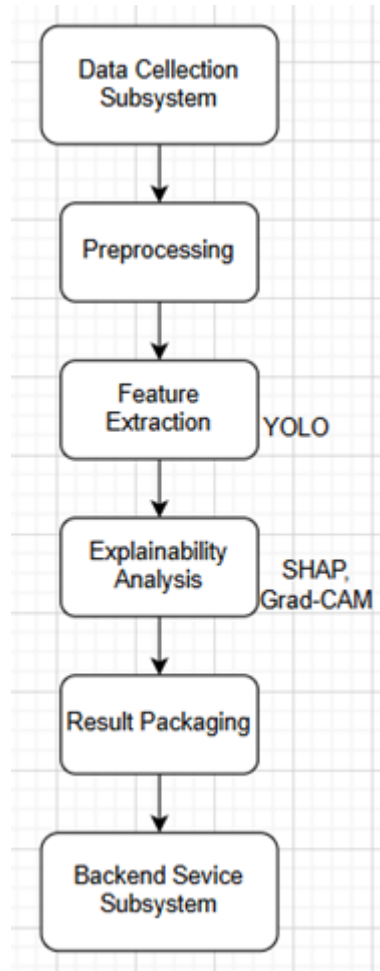 Data Cellection
Subsystem
Preprocessing
Feature
Extraction
YOLO
Explainability
Analysis
SHAP,
Grad-CAM
Result Packaging
Backend Sevice
Subsystem